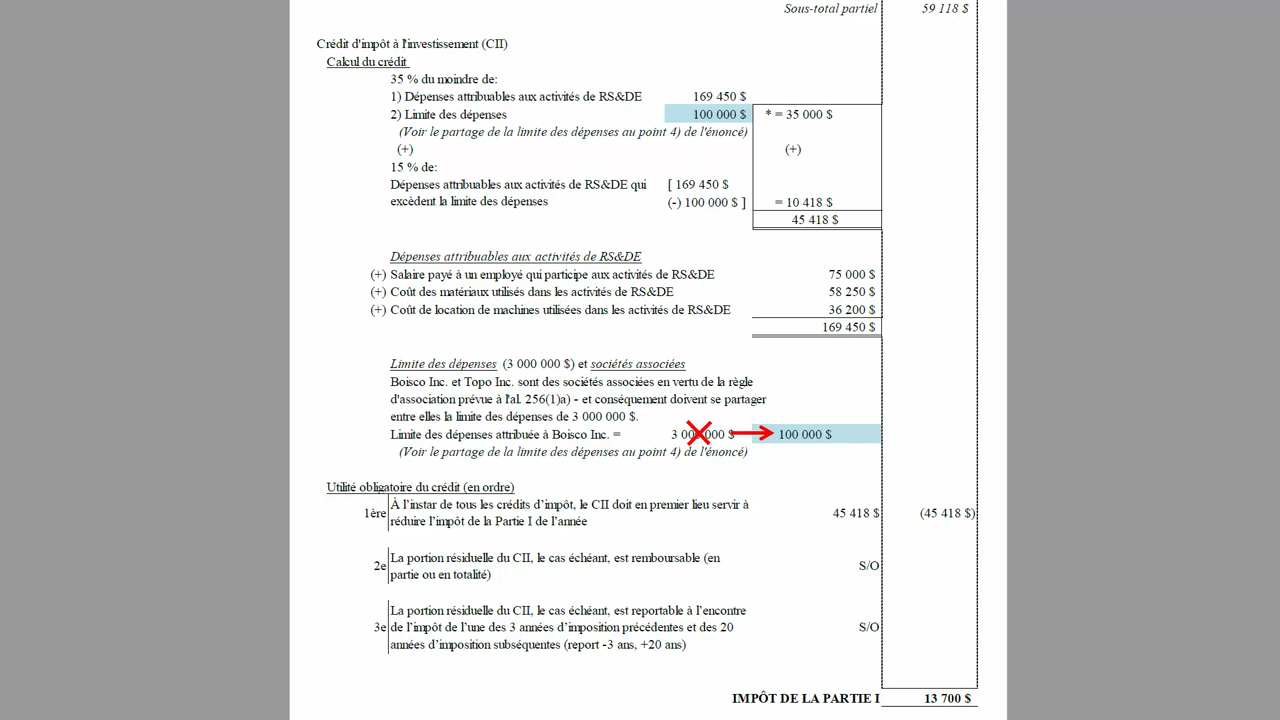 Sous-total partiel 59 118 $
Crédit d'impôt à l'investissement (CII)
Calcul du crédit
35 % du moindre de:
1) Dépenses attribuables aux activités de RS&DE 169 450 $
2) Limite des dépenses 100 000 $ * = 35 000 $
(Voir le partage de la limite des dépenses au point 4) de l'énoncé)
(+) (+)
15 % de:
Dépenses attribuables aux activités de RS&DE qui [ 169 450 $
excèdent la limite des dépenses (-) 100 000 $ ] = 10 418 $
45 418 $
Dépenses attribuables aux activités de RS&DE
(+) Salaire payé à un employé qui participe aux activités de RS&DE 75 000 $
(+) Coût des matériaux utilisés dans les activités de RS&DE 58 250 $
(+) Coût de location de machines utilisées dans les activités de RS&DE 36 200 $
169 450 $
Limite des dépenses (3 000 000 $) et sociétés associées
Boisco Inc. et Topo Inc. sont des sociétés associées en vertu de la règle
d'association prévue à l'al. 256(1)a) - et conséquement doivent se partager
entre elles la limite des dépenses de 3 000 000 $.
Limite des dépenses attribuée à Boisco Inc. = 3 000 000 $ 100 000 $
(Voir le partage de la limite des dépenses au point 4) de l'énoncé)
Utilité obligatoire du crédit (en ordre)
À l’instar de tous les crédits d’impôt, le CII doit en premier lieu servir à
1ère réduire l’impôt de la Partie I de l’année 45 418 $ (45 418 $)
La portion résiduelle du CII, le cas échéant, est remboursable (en
2e partie ou en totalité) S/O
La portion résiduelle du CII, le cas échéant, est reportable à l’encontre
3e de l’impôt de l’une des 3 années d’imposition précédentes et des 20 S/O
années d’imposition subséquentes (report -3 ans, +20 ans)
IMPÔT DE LA PARTIE I 13 700 $